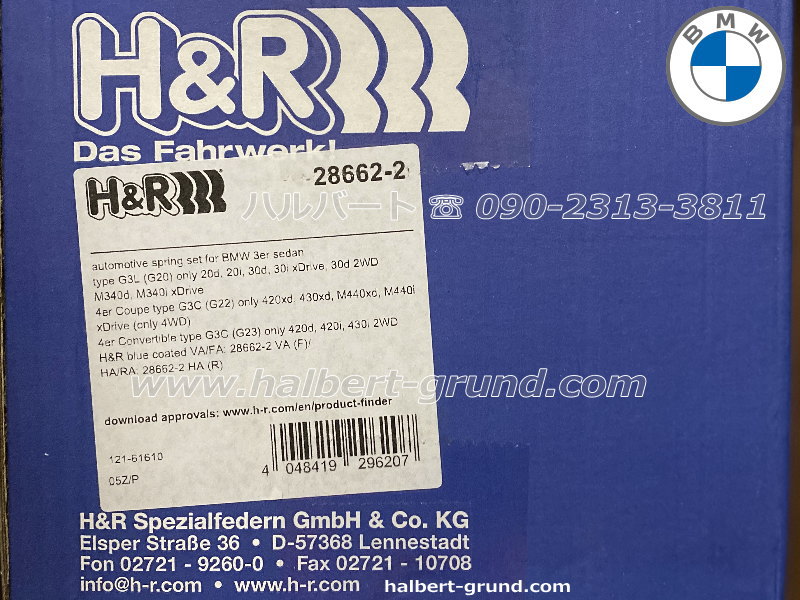 H&R
BMW
Das Fahrwerk!
H&R
28662-2
ハルバート ☎ 090-2313-3811
automotive spring set for BMW 3er sedan
type G3L (G20) only 20d, 20i, 30d, 30i xDrive, 30d 2WD
M340d, M340i xDrive
4er Coupe type G3C (G22) only 420xd, 430xd, M440xd, M440i
xDrive (only 4WD)
4er Convertible type G3C (G23) only 420d, 420i, 430i 2WD
H&R blue coated VA/FA: 28662-2 VA (F)/
HA/RA: 28662-2 HA (R)
www.halbert-grund.com
download approvals: www.h-r.com/en/product-finder
121-61610
05Z/P
4 048419 296207
H&R Spezialfedern GmbH & Co. KG
Elsper Straße 36 • D-57368 Lennestadt
Fon 02721 - 9260-0 • Fax 02721 - 10708
info@h-r.com • www.h-r.com halbert-grund.com